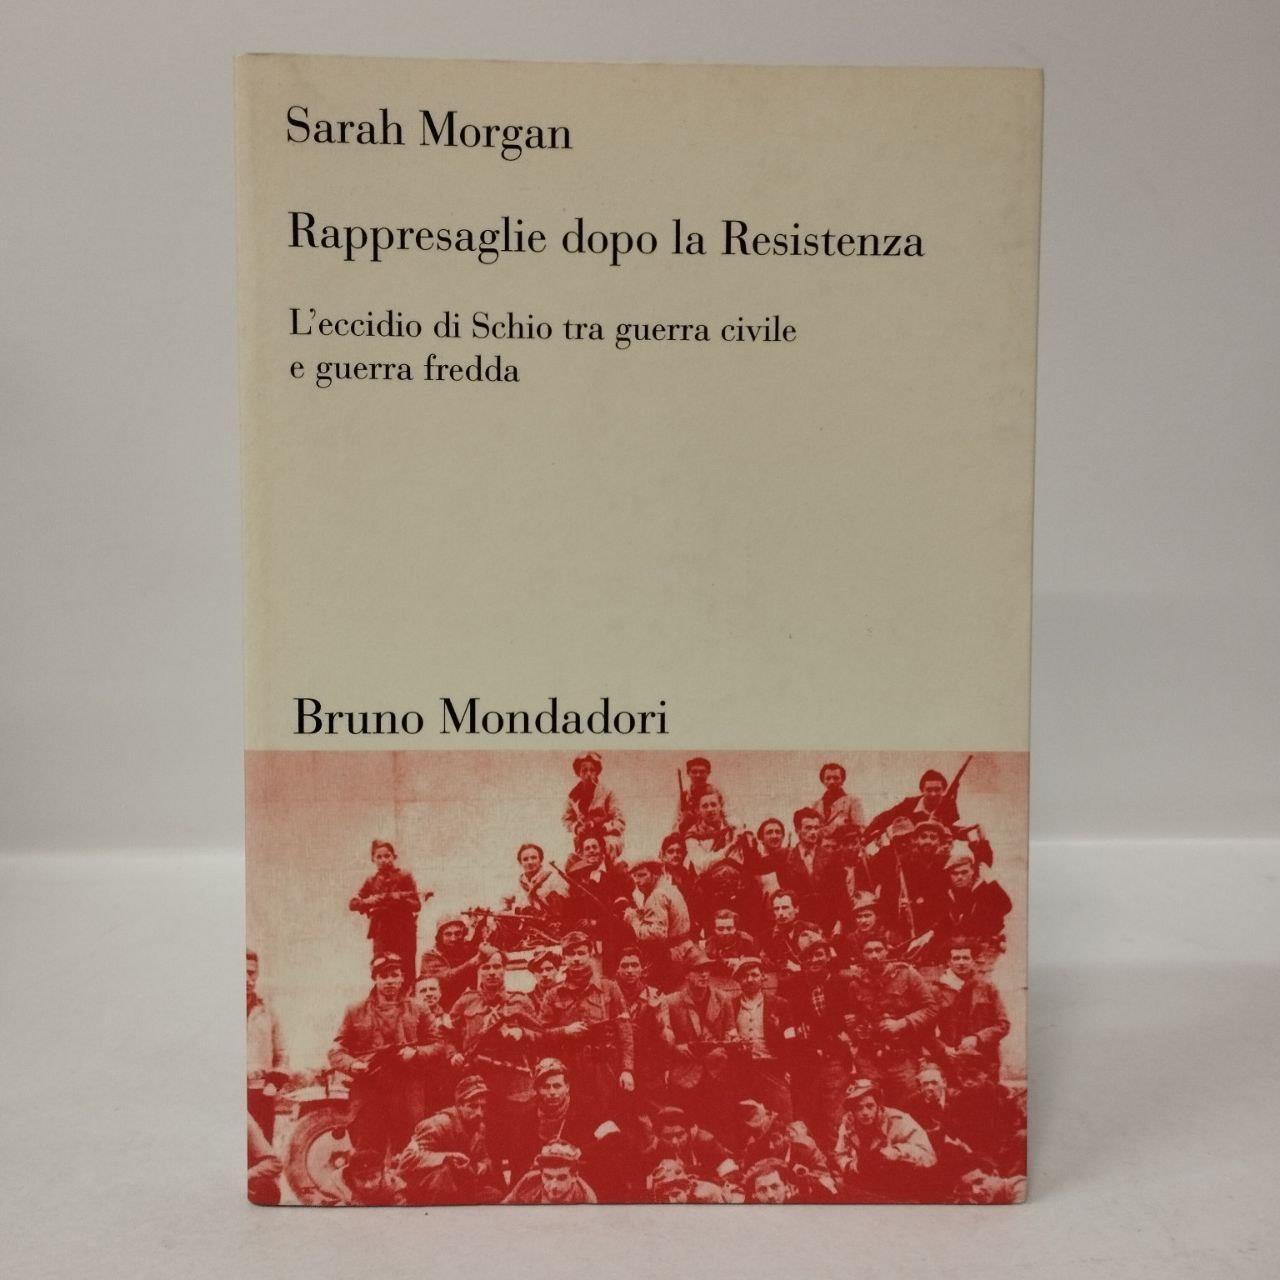 Sarah Morgan
Rappresaglie dopo la Resistenza
L'eccidio di Schio tra guerra civile
e guerra fredda
Bruno Mondadori